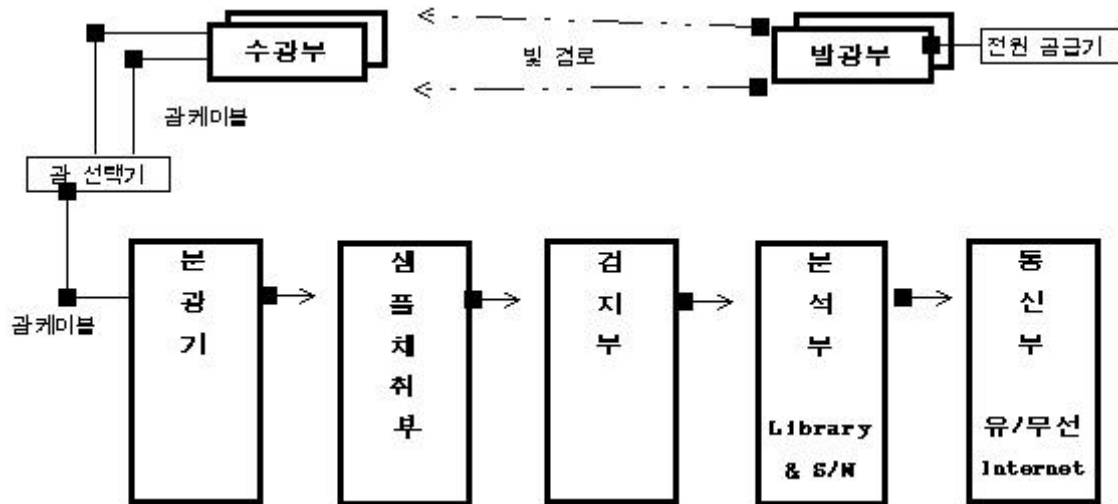 수광부
빛 경로
발광부
전원 공급기
광케이블
광 선택기
광케이블
분광기
샘플채취부
검지부
분석부
Library
& S/W
통신부
유/무선
Internet